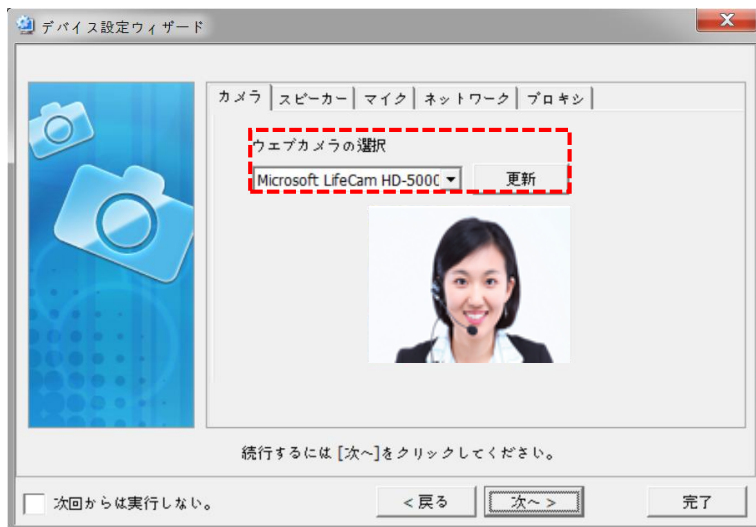 デバイス設定ウィザード
カメラ スピーカー マイク ネットワーク プロキシ
ウエブカメラの選択
Microsoft LifeCam HD-500 更新
続行するには [次へ]をクリックしてください。
次回からは実行しない。 < 戻る 次へ > 完了